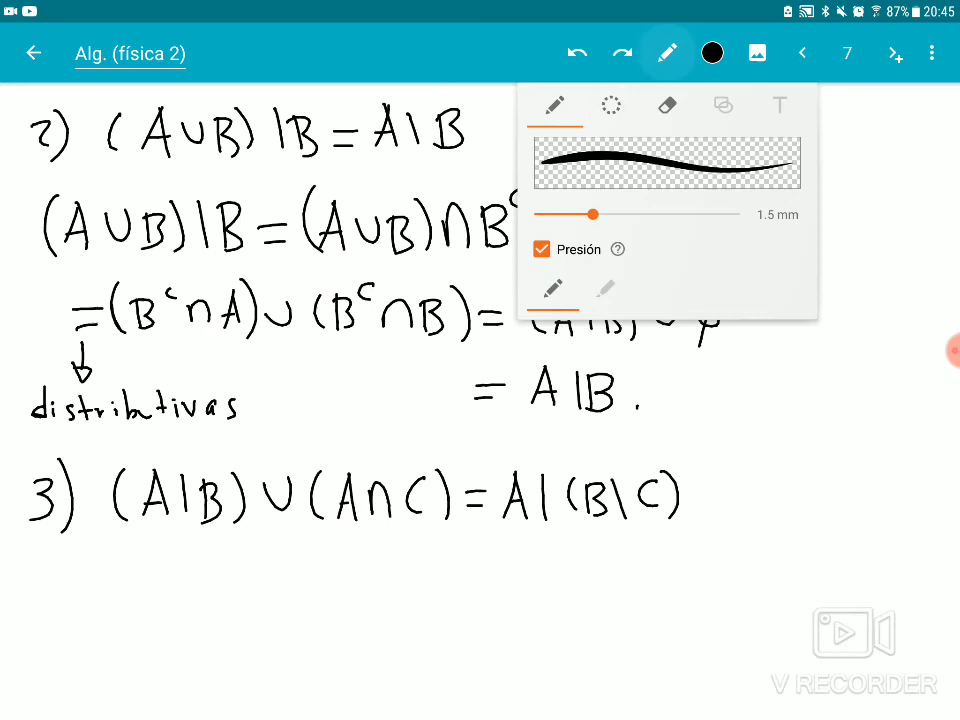 87% 20:45
Alg. (física 2)
7
2) (A∪B) | B = A | B
1.5 mm
(A∪B) | B = (A∪B) ∩ B^c
Presión
= (B^c ∩ A) ∪ (B^c ∩ B) =
= A | B .
distributivas
3) (A | B) ∪ (A ∩ C) = A | (B \ C)
V RECORDER